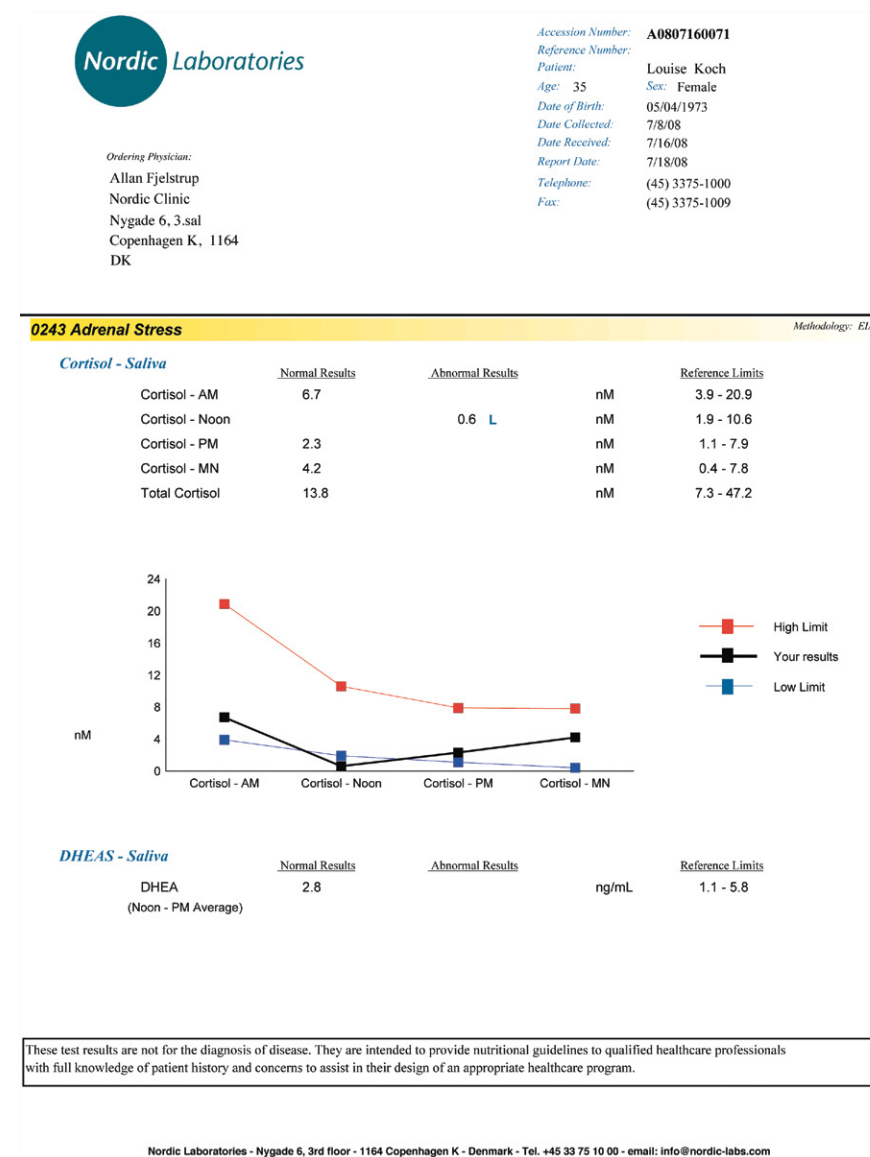 Nordic Laboratories
Accession Number: A0807160071
Reference Number:
Patient: Louise Koch
Age: 35 Sex: Female
Date of Birth: 05/04/1973
Date Collected: 7/8/08
Date Received: 7/16/08
Report Date: 7/18/08
Telephone: (45) 3375-1000
Fax: (45) 3375-1009
Ordering Physician:
Allan Fjelstrup
Nordic Clinic
Nygade 6, 3.sal
Copenhagen K, 1164
DK
0243 Adrenal Stress Methodology:
Cortisol - Saliva Normal Results Abnormal Results Reference Limits
Cortisol - AM 6.7 nM 3.9 - 20.9
Cortisol - Noon 0.6 L nM 1.9 - 10.6
Cortisol - PM 2.3 nM 1.1 - 7.9
Cortisol - MN 4.2 nM 0.4 - 7.8
Total Cortisol 13.8 nM 7.3 - 47.2
24
20
16
12
8
4
0
nM
Cortisol - AM Cortisol - Noon Cortisol - PM Cortisol - MN
High Limit
Your results
Low Limit
DHEAS - Saliva Normal Results Abnormal Results Reference Limits
DHEA 2.8 ng/mL 1.1 - 5.8
(Noon - PM Average)
These test results are not for the diagnosis of disease. They are intended to provide nutritional guidelines to qualified healthcare professionals
with full knowledge of patient history and concerns to assist in their design of an appropriate healthcare program.
Nordic Laboratories - Nygade 6, 3rd floor - 1164 Copenhagen K - Denmark - Tel. +45 33 75 10 00 - email: info@nordic-labs.com